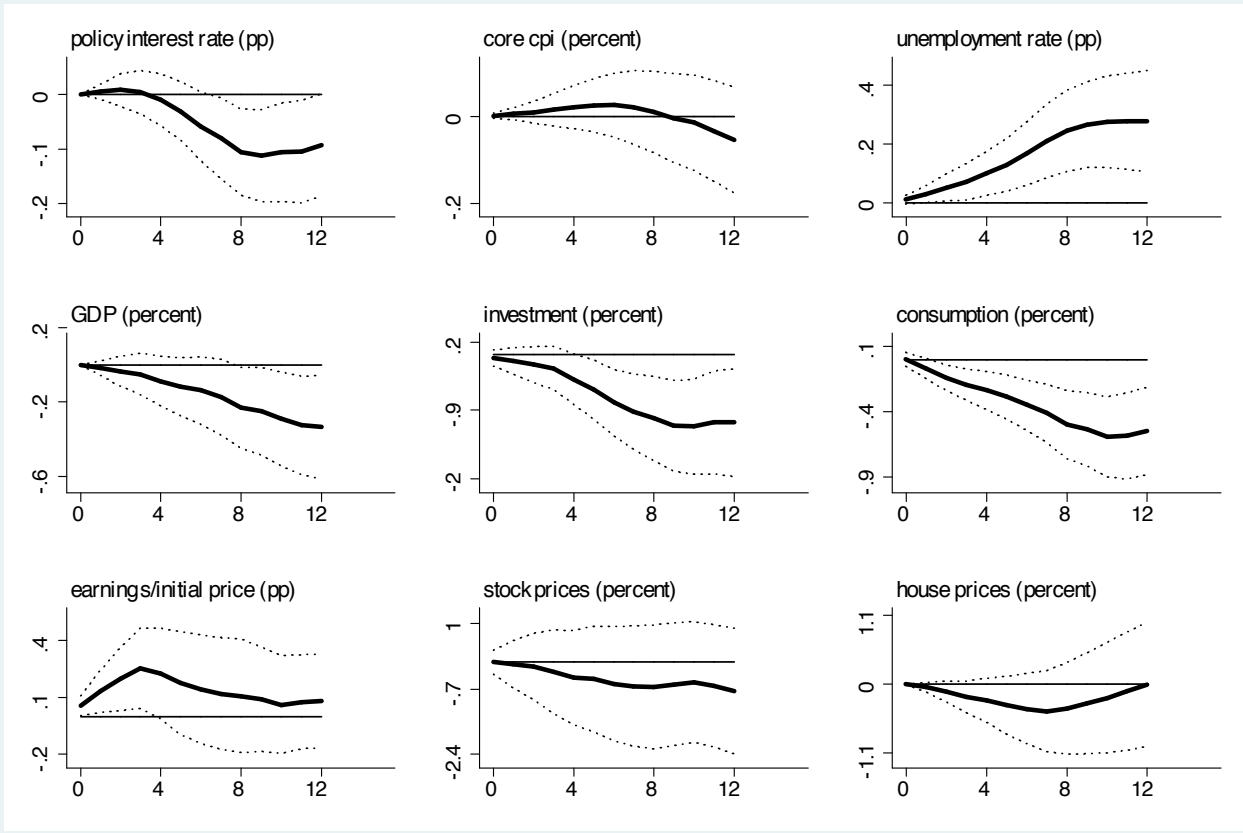 policy interest rate (pp)
core cpi (percent)
unemployment rate (pp)
0
-.1
-.2
0 4 8 12
0
-.2
0 4 8 12
.4
.2
0
0 4 8 12
GDP (percent)
investment (percent)
consumption (percent)
.2
-.2
-.6
0 4 8 12
.2
-.9
-2
0 4 8 12
.1
-.4
-.9
0 4 8 12
earnings/initial price (pp)
stock prices (percent)
house prices (percent)
.4
.1
-.2
0 4 8 12
1
-.7
-2.4
0 4 8 12
1.1
0
-1.1
0 4 8 12